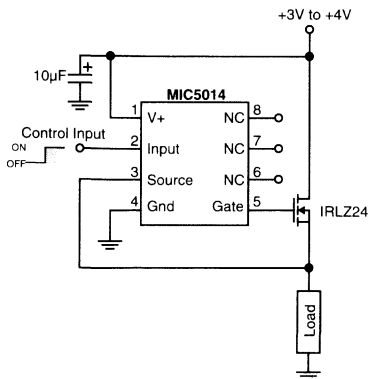 +3V to +4V
10µF
+
MIC5014
1 V+ NC 8
Control Input
ON
OFF
2 Input NC 7
3 Source NC 6
4 Gnd Gate 5
IRLZ24
Load